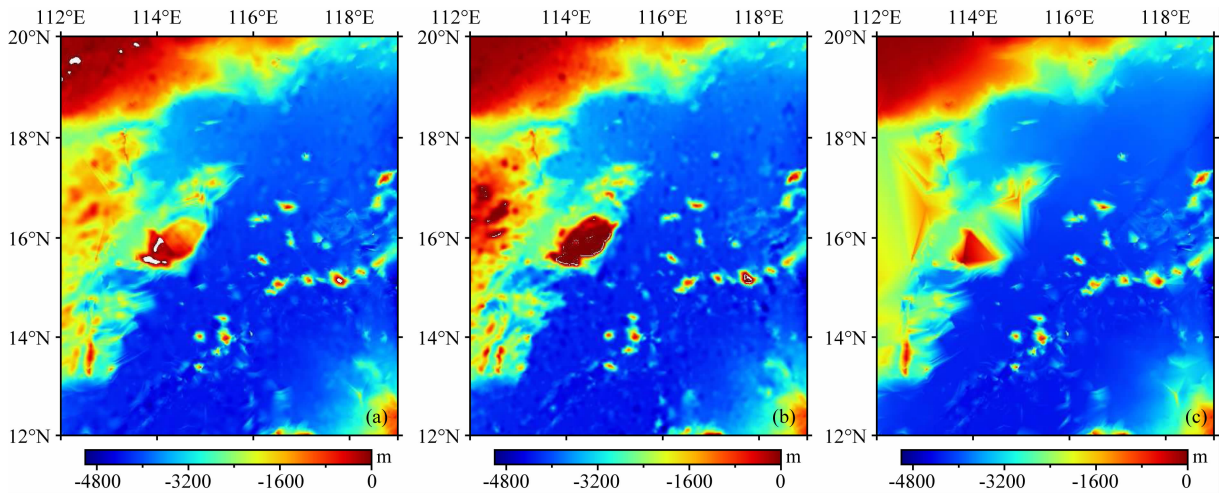 112°E 114°E 116°E 118°E 112°E 114°E 116°E 118°E 112°E 114°E 116°E 118°E
20°N 20°N 20°N
18°N 18°N 18°N
16°N 16°N 16°N
14°N 14°N 14°N
(a) (b) (c)
12°N 12°N 12°N
m m m
-4800 -3200 -1600 0 -4800 -3200 -1600 0 -4800 -3200 -1600 0